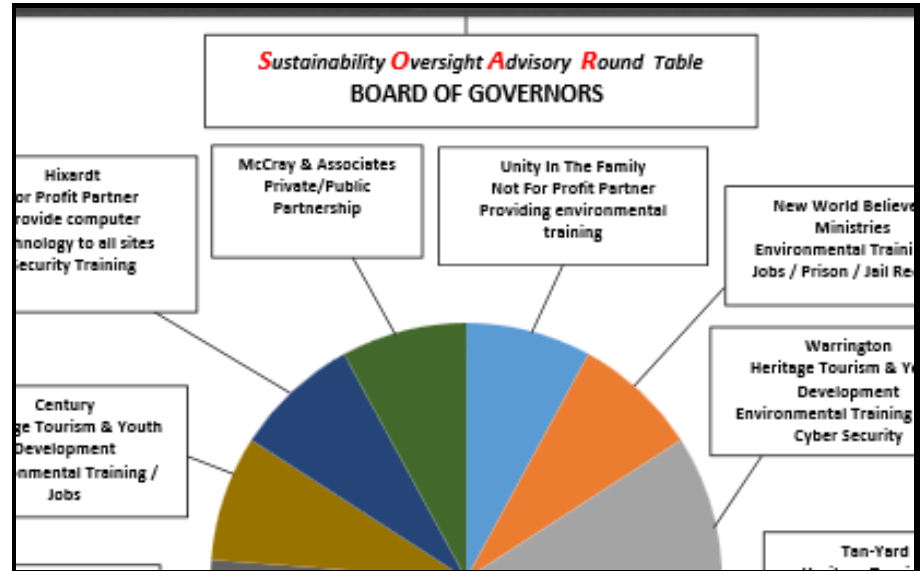 Sustainability Oversight Advisory Round Table
BOARD OF GOVERNORS
Hixardt
or Profit Partner
rovide computer
hnology to all sites
ecurity Training
McCray & Associates
Private/Public
Partnership
Unity In The Family
Not For Profit Partner
Providing environmental
training
New World Believe
Ministries
Environmental Traini
Jobs / Prison / Jail Re
Warrington
Heritage Tourism & Yo
Development
Environmental Training
Cyber Security
Century
ge Tourism & Youth
Development
onmental Training /
Jobs
Tan-Yard